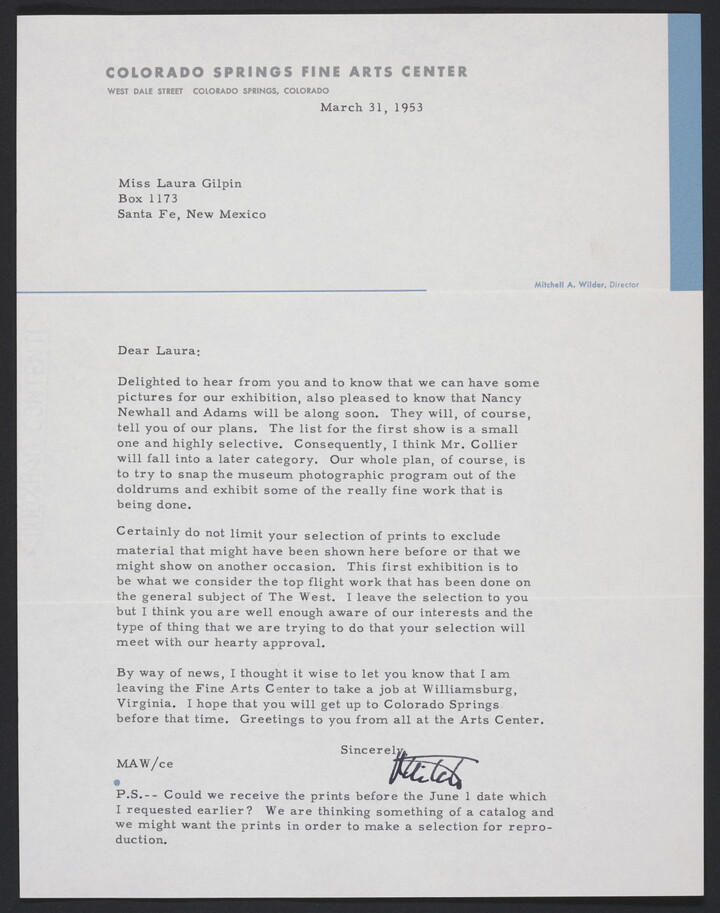 COLORADO SPRINGS FINE ARTS CENTER
WEST DALE STREET COLORADO SPRINGS, COLORADO
March 31, 1953
Miss Laura Gilpin
Box 1173
Santa Fe, New Mexico
Mitchell A. Wilder, Director
Dear Laura:
Delighted to hear from you and to know that we can have some
pictures for our exhibition, also pleased to know that Nancy
Newhall and Adams will be along soon. They will, of course,
tell you of our plans. The list for the first show is a small
one and highly selective. Consequently, I think Mr. Collier
will fall into a later category. Our whole plan, of course, is
to try to snap the museum photographic program out of the
doldrums and exhibit some of the really fine work that is
being done.
Certainly do not limit your selection of prints to exclude
material that might have been shown here before or that we
might show on another occasion. This first exhibition is to
be what we consider the top flight work that has been done on
the general subject of The West. I leave the selection to you
but I think you are well enough aware of our interests and the
type of thing that we are trying to do that your selection will
meet with our hearty approval.
By way of news, I thought it wise to let you know that I am
leaving the Fine Arts Center to take a job at Williamsburg,
Virginia. I hope that you will get up to Colorado Springs
before that time. Greetings to you from all at the Arts Center.
Sincerely,
Mitch
MAW/ce
P.S.-- Could we receive the prints before the June 1 date which
I requested earlier? We are thinking something of a catalog and
we might want the prints in order to make a selection for repro-
duction.